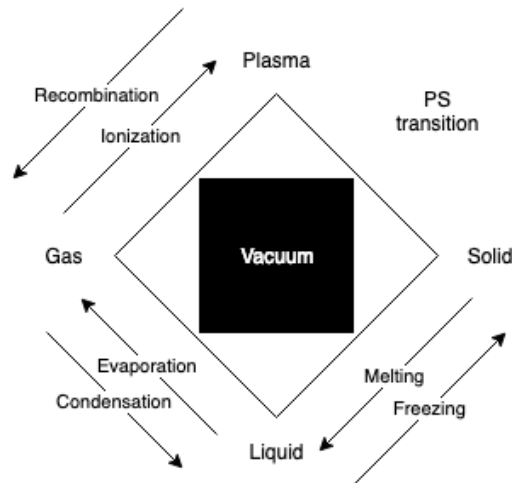 Plasma
Recombination
PS
transition
Ionization
Gas
Vacuum
Solid
Evaporation
Melting
Condensation
Freezing
Liquid